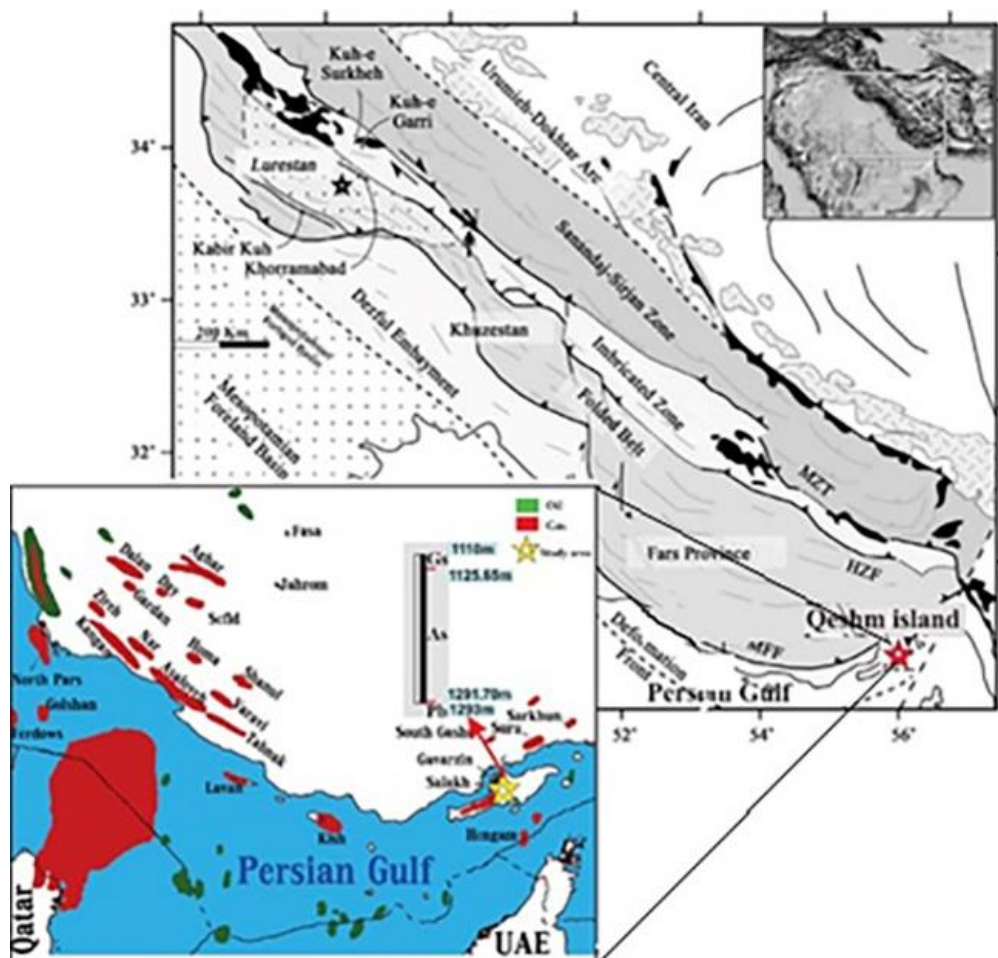 Kuh-e
Surkheh
Kuh-e
Garri
Urumieh-Dokhtar Arc
Central Iran
34°
Lurestan
Sanandaj-Sirjan Zone
Kabir Kuh
Khorramabad
33°
200 Km
Dezful Embayment
Khuzestan
Imbricated Zone
Folded Belt
Mesopotamian
Foreland Basin
32°
MZT
Fars Province
HZF
Qeshm island
MFF
Deformation
Front
Persian Gulf
52°
54°
56°
Oil
Gas
Study area
Fasa
1110m
Gs
1125.65m
Dalan
Aghar
Jahrom
Dey
Sefid
Gardan
Zireh
As
Kangan
Nar
Homa
Shanul
Asaluyeh
Varavi
Tabnak
1291.70m
1293m
North Pars
Golshan
Ferdows
Sarkhun
Suru
South Gosho
Gavarzin
Salakh
Lavan
Kish
Hengam
Persian Gulf
Qatar
UAE